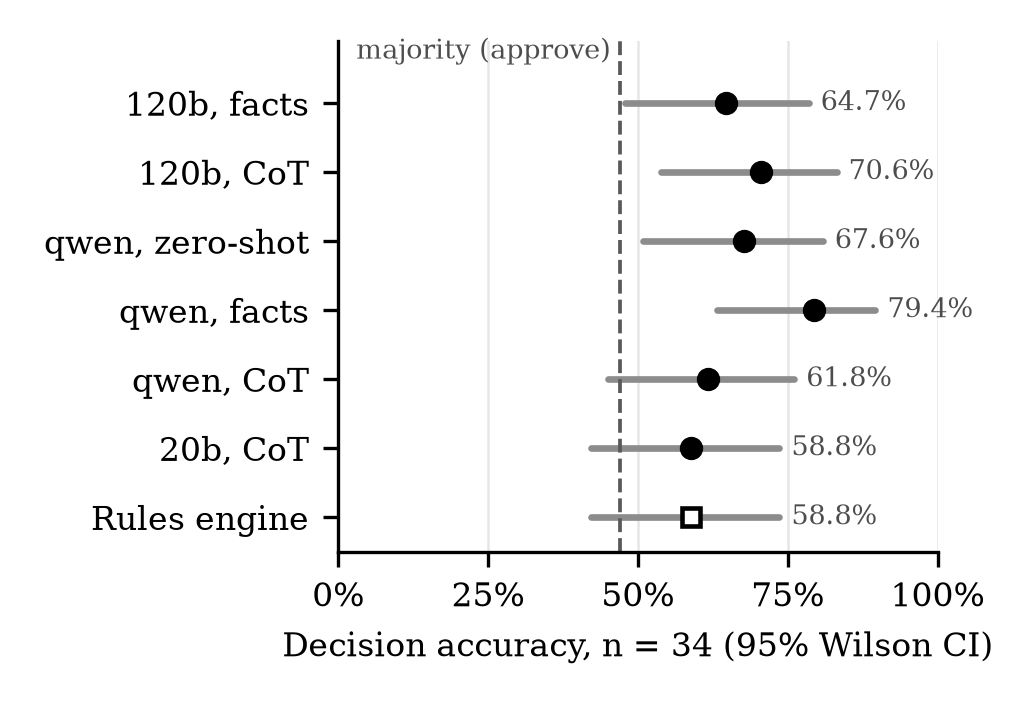 majority (approve)
120b, facts 64.7%
120b, CoT 70.6%
qwen, zero-shot 67.6%
qwen, facts 79.4%
qwen, CoT 61.8%
20b, CoT 58.8%
Rules engine 58.8%
0% 25% 50% 75% 100%
Decision accuracy, n = 34 (95% Wilson CI)